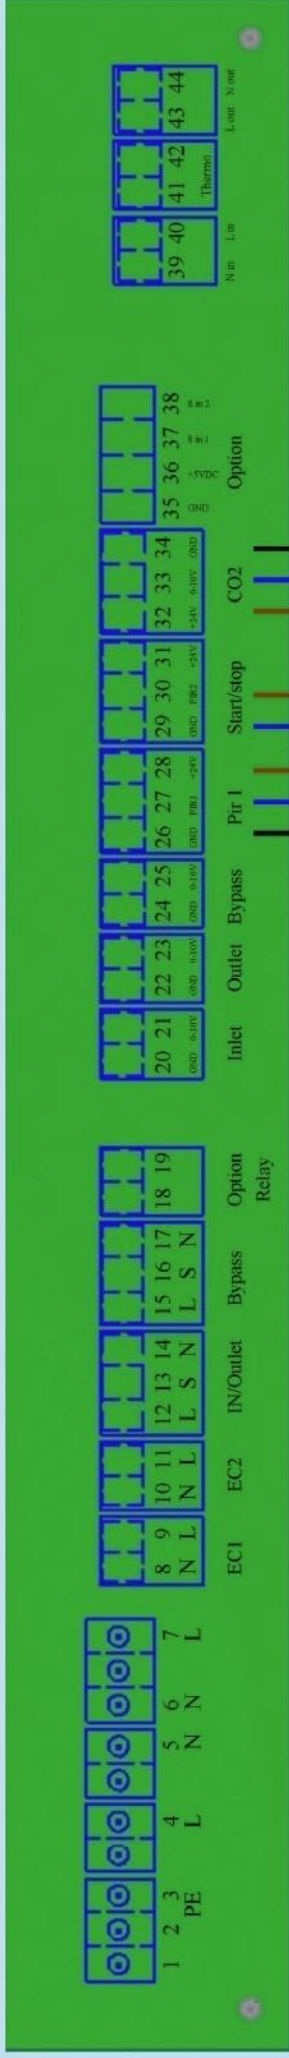 1 2 3
PE
4
L
5
N
6 7
N L
8 9
N L
EC1
10 11
N L
EC2
12 13 14
L S N
IN/Outlet
15 16 17
L S N
Bypass
18 19
Option
Relay
20 21
GND 0-10V
Inlet
22 23
GND 0-10V
Outlet
24 25
GND 0-10V
Bypass
26 27 28
GND PIR1 +24V
Pir 1
29 30 31
GND PIR2 +24V
Start/stop
32 33 34
+24V 0-10V GND
CO2
35 36 37 38
GND +5VDC S in 1 S in 2
Option
39 40
N in L in
41 42
Thermo
43 44
L out N out